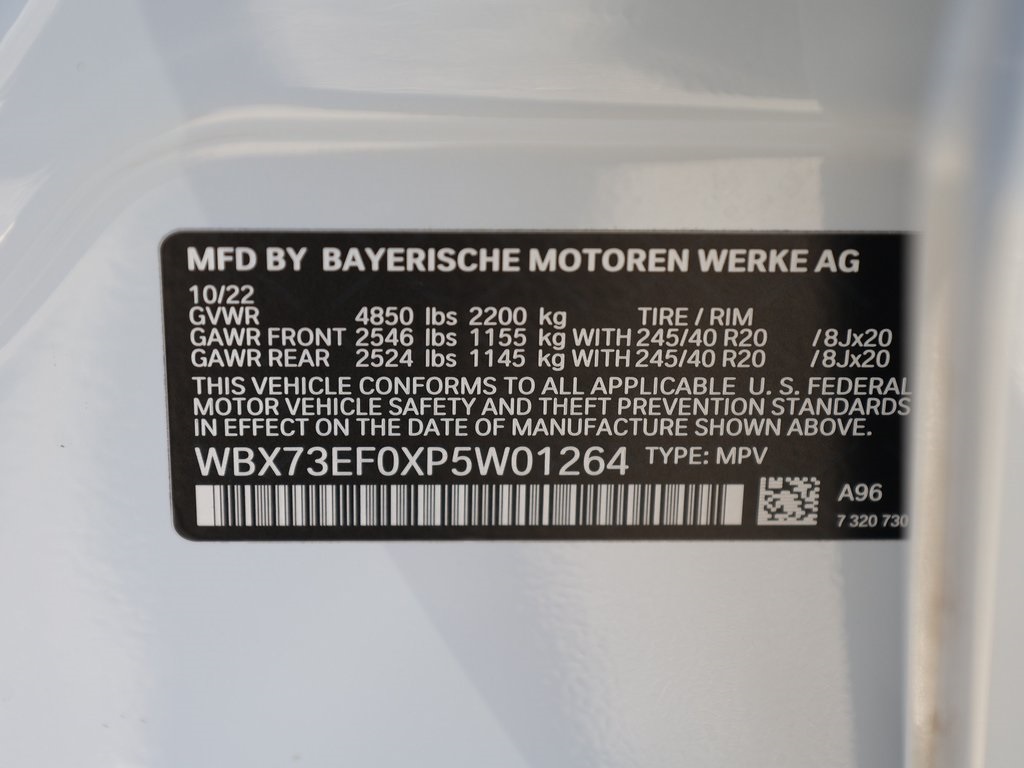 MFD BY BAYERISCHE MOTOREN WERKE AG
10/22
GVWR 4850 lbs 2200 kg TIRE / RIM
GAWR FRONT 2546 lbs 1155 kg WITH 245/40 R20 /8Jx20
GAWR REAR 2524 lbs 1145 kg WITH 245/40 R20 /8Jx20
THIS VEHICLE CONFORMS TO ALL APPLICABLE U. S. FEDERAL
MOTOR VEHICLE SAFETY AND THEFT PREVENTION STANDARDS
IN EFFECT ON THE DATE OF MANUFACTURE SHOWN ABOVE.
WBX73EF0XP5W01264 TYPE: MPV
A96
7 320 730